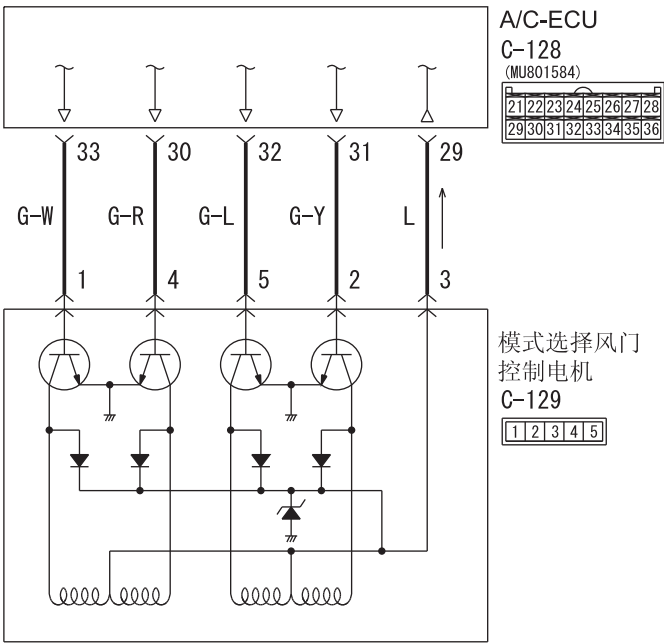 A/C-ECU
C-128
(MU801584)
21 22 23 24 25 26 27 28
29 30 31 32 33 34 35 36
33 30 32 31 29
G-W G-R G-L G-Y L
1 4 5 2 3
模式选择风门
控制电机
C-129
1 2 3 4 5